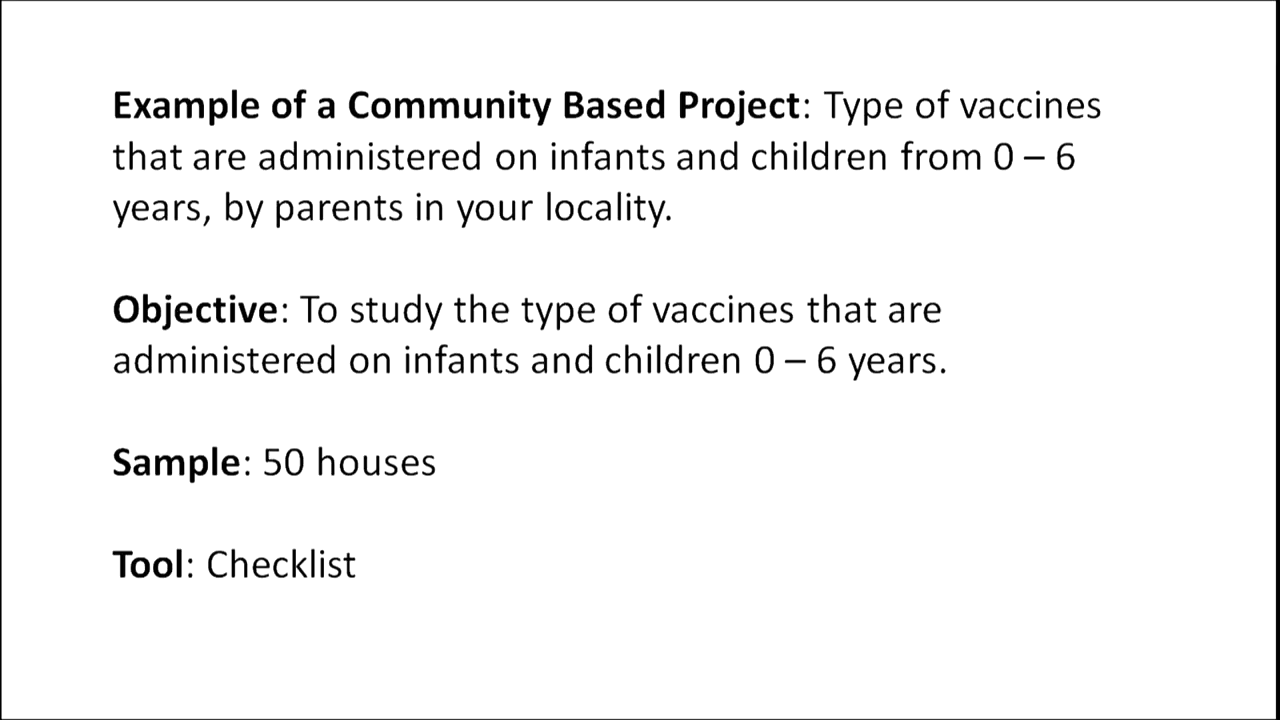 Example of a Community Based Project: Type of vaccines
that are administered on infants and children from 0 – 6
years, by parents in your locality.
Objective: To study the type of vaccines that are
administered on infants and children 0 – 6 years.
Sample: 50 houses
Tool: Checklist